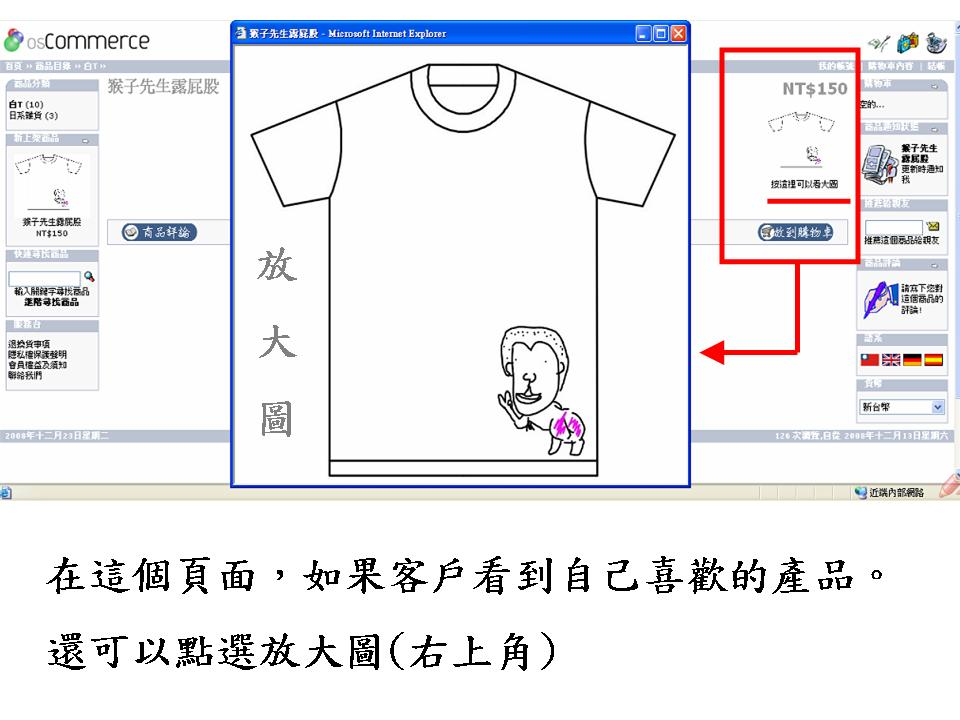 osCommerce
猴子先生露屁股 - Microsoft Internet Explorer
首頁 » 商品目錄 » 白T »
我的帳號 | 購物車內容 | 結帳
商品分類
白T (10)
日系雜貨 (3)
新上架商品
猴子先生露屁股
NT$150
快速尋找商品
輸入關鍵字尋找商品
進階尋找商品
服務台
退換貨事項
隱私權保護聲明
會員權益及須知
聯絡我們
猴子先生露屁股
商品評論
放
大
圖
NT$150
按這裡可以看大圖
放到購物車
購物車
空的...
商品通知狀態
猴子先生
露屁股
更新時通知
我
推薦給親友
推薦這個商品給親友
商品評論
請寫下您對
這個商品的
評論!
語系
貨幣
新台幣
2008年十二月23日星期二
126 次瀏覽,自從 2008年十二月13日星期六
近端內部網路
在這個頁面，如果客戶看到自己喜歡的產品。
還可以點選放大圖(右上角)